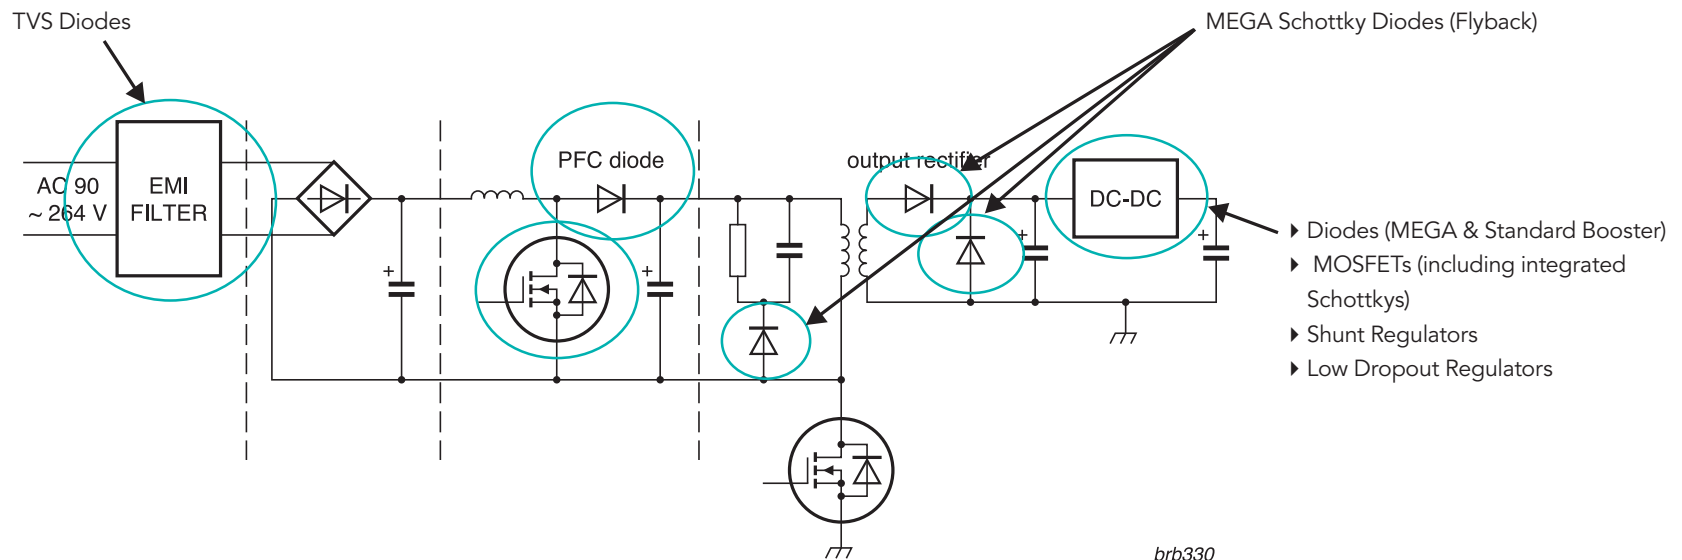 TVS Diodes
MEGA Schottky Diodes (Flyback)
PFC diode
output rectifier
AC 90
~ 264 V
EMI
FILTER
DC-DC
+
+
+
+
▸ Diodes (MEGA & Standard Booster)
▸ MOSFETs (including integrated
Schottkys)
▸ Shunt Regulators
▸ Low Dropout Regulators
brb330